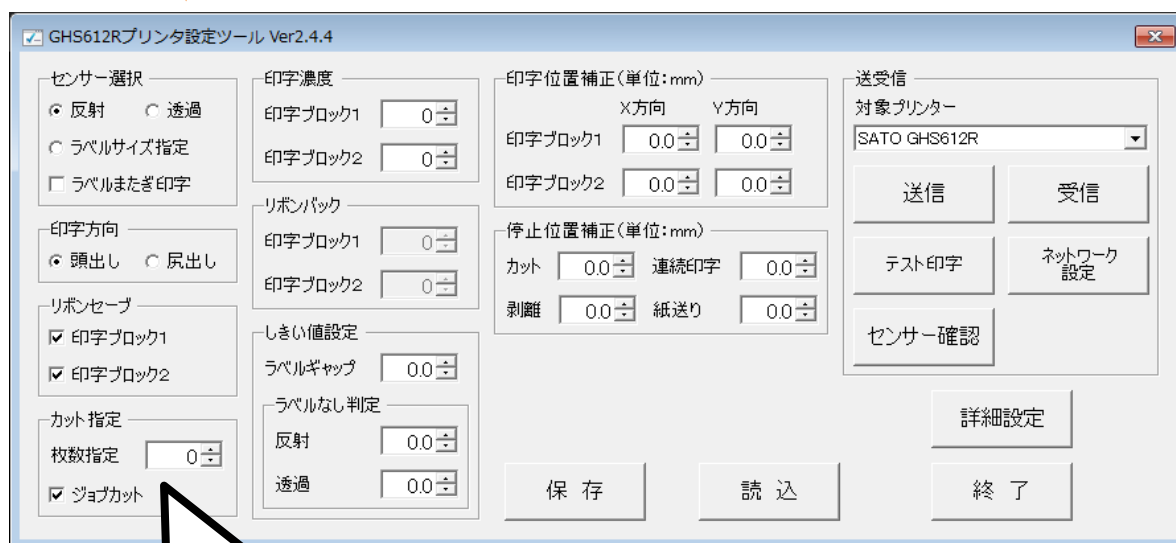 GHS612Rプリンタ設定ツール Ver2.4.4
センサー選択
反射 透過
ラベルサイズ指定
ラベルまたぎ印字
印字方向
頭出し 尻出し
リボンセーブ
印字ブロック1
印字ブロック2
カット指定
枚数指定 0
ジョブカット
印字濃度
印字ブロック1 0
印字ブロック2 0
リボンバック
印字ブロック1 0
印字ブロック2 0
しきい値設定
ラベルギャップ 0.0
ラベルなし判定
反射 0.0
透過 0.0
印字位置補正(単位:mm)
X方向 Y方向
印字ブロック1 0.0 0.0
印字ブロック2 0.0 0.0
停止位置補正(単位:mm)
カット 0.0 連続印字 0.0
剥離 0.0 紙送り 0.0
保 存 読 込
送受信
対象プリンター
SATO GHS612R
送信 受信
テスト印字 ネットワーク
設定
センサー確認
詳細設定
終 了